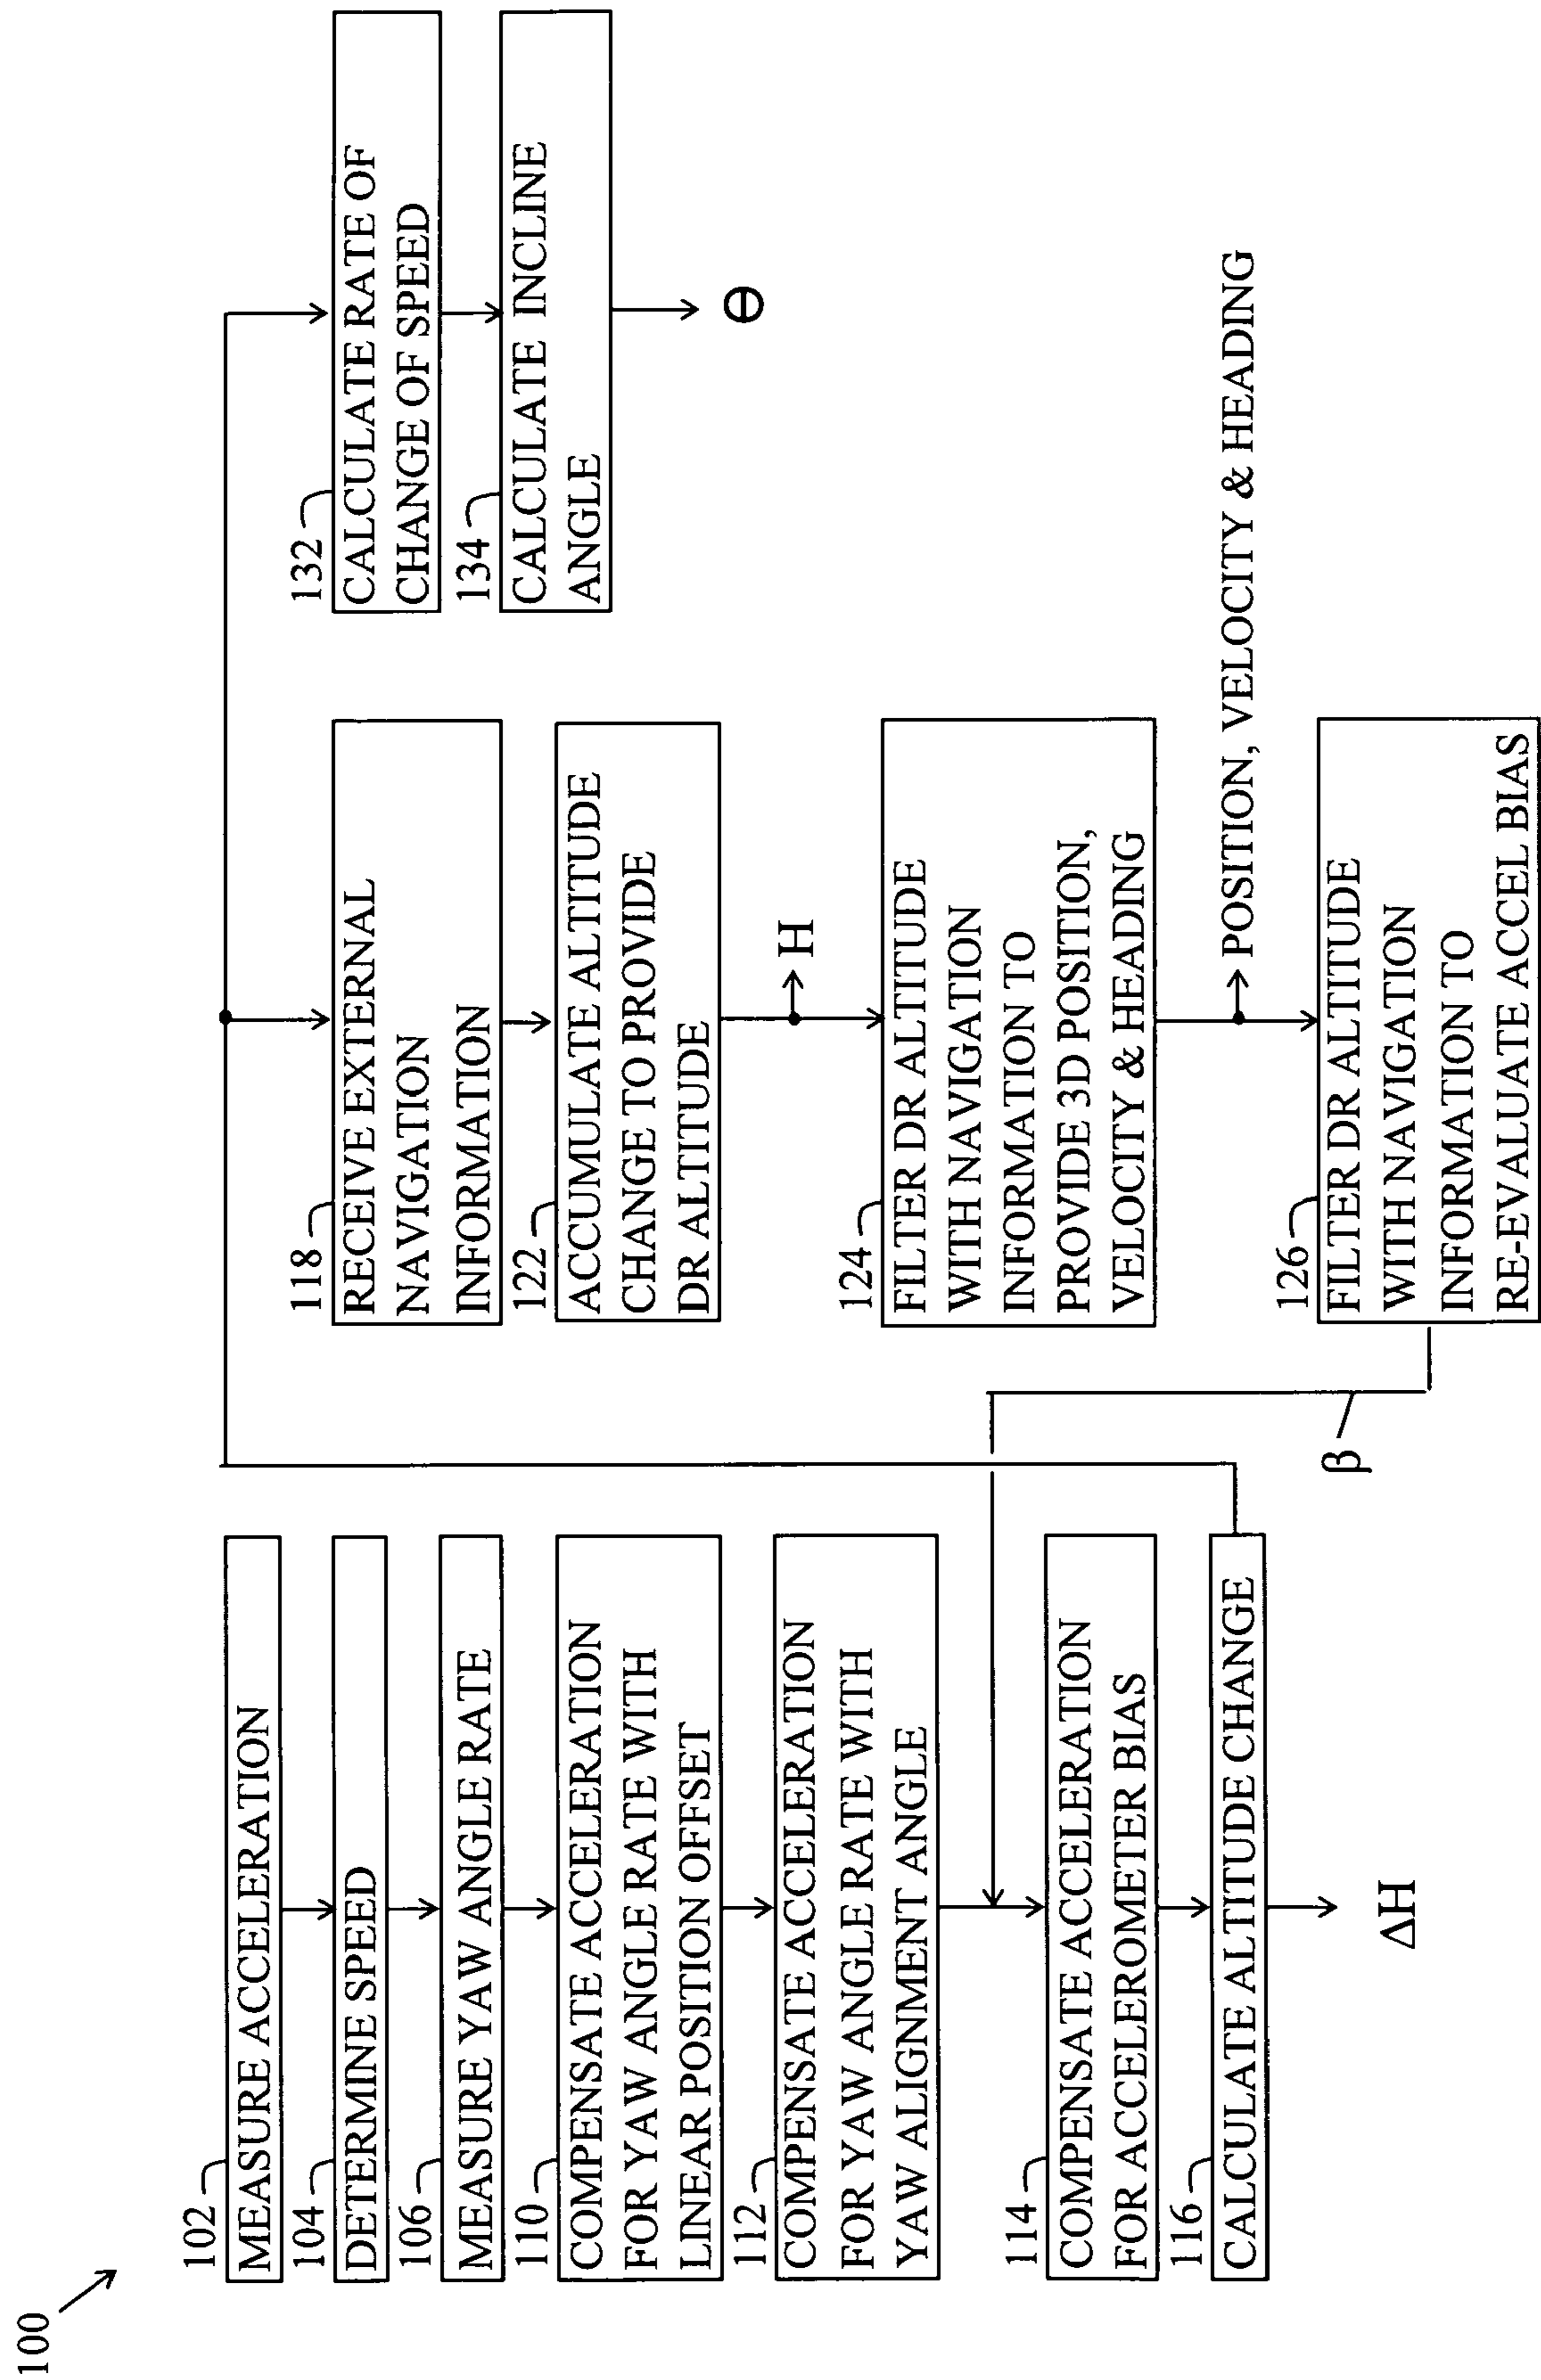 100
102
MEASURE ACCELERATION
104
DETERMINE SPEED
106
MEASURE YAW ANGLE RATE
110
COMPENSATE ACCELERATION
FOR YAW ANGLE RATE WITH
LINEAR POSITION OFFSET
112
COMPENSATE ACCELERATION
FOR YAW ANGLE RATE WITH
YAW ALIGNMENT ANGLE
114
COMPENSATE ACCELERATION
FOR ACCELEROMETER BIAS
116
CALCULATE ALTITUDE CHANGE
ΔH
118
RECEIVE EXTERNAL
NAVIGATION
INFORMATION
122
ACCUMULATE ALTITUDE
CHANGE TO PROVIDE
DR ALTITUDE
H
124
FILTER DR ALTITUDE
WITH NAVIGATION
INFORMATION TO
PROVIDE 3D POSITION,
VELOCITY & HEADING
POSITION, VELOCITY & HEADING
126
FILTER DR ALTITUDE
WITH NAVIGATION
INFORMATION TO
RE-EVALUATE ACCEL BIAS
β
132
CALCULATE RATE OF
CHANGE OF SPEED
134
CALCULATE INCLINE
ANGLE
Θ